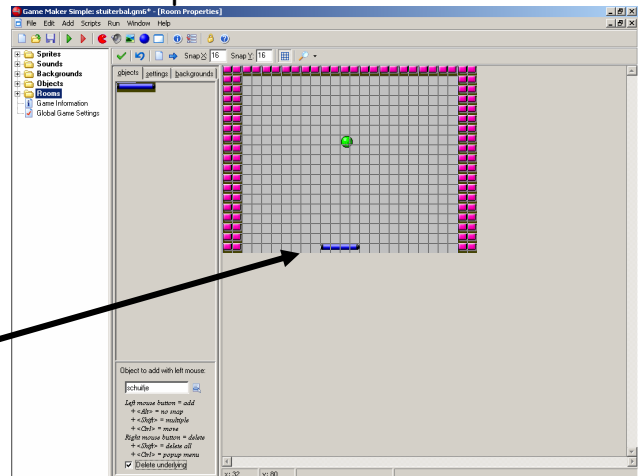 Game Maker Simple: stuiterbal.gm6* - [Room Properties]
File Edit Add Scripts Run Window Help
Snap X: 16 Snap Y: 16
Sprites
Sounds
Backgrounds
Objects
Rooms
Game Information
Global Game Settings
objects settings backgrounds
Object to add with left mouse:
schuifje
Left mouse button = add
+ <Alt> = no snap
+ <Shift> = multiple
+ <Ctrl> = move
Right mouse button = delete
+ <Shift> = delete all
+ <Ctrl> = popup menu
Delete underlying
x: 32 y: 80